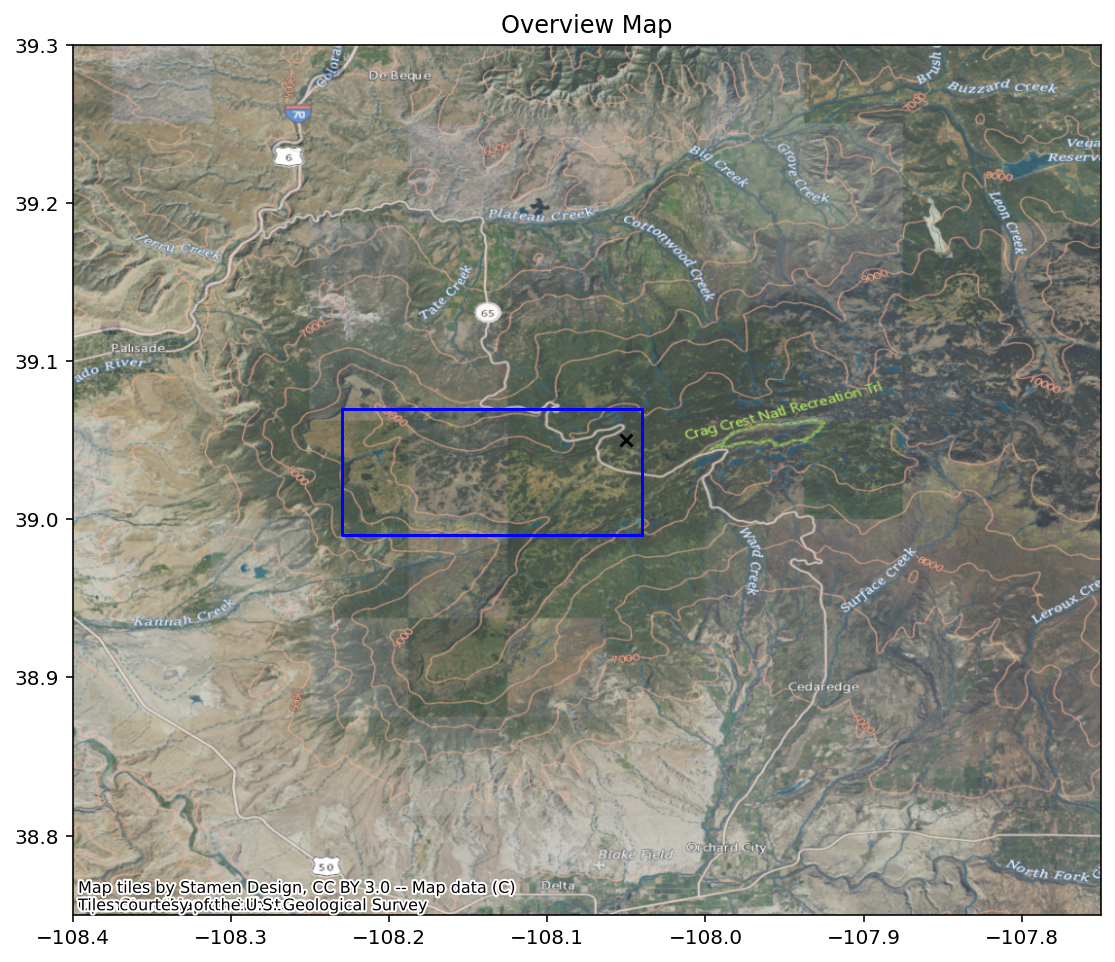 Overview Map
39.3
39.2
39.1
39.0
38.9
38.8
De Beque
70
6
Brush
Buzzard Creek
7000
Vega
Reserv
8000
6000
Big Creek
Grove Creek
Plateau Creek
Cottonwood Creek
Leon Creek
Jerry Creek
Tate Creek
65
9000
7000
Palisade
ado River
10000
Crag Crest Natl Recreation Trl
Ward Creek
Surface Creek
8000
Leroux Cre
Kannah Creek
7000
7000
Cedaredge
50
Blake Field
Orchard City
Delta
North Fork G
Map tiles by Stamen Design, CC BY 3.0 -- Map data (C)
Tiles courtesy of the U.S. Geological Survey
−108.4
−108.3
−108.2
−108.1
−108.0
−107.9
−107.8